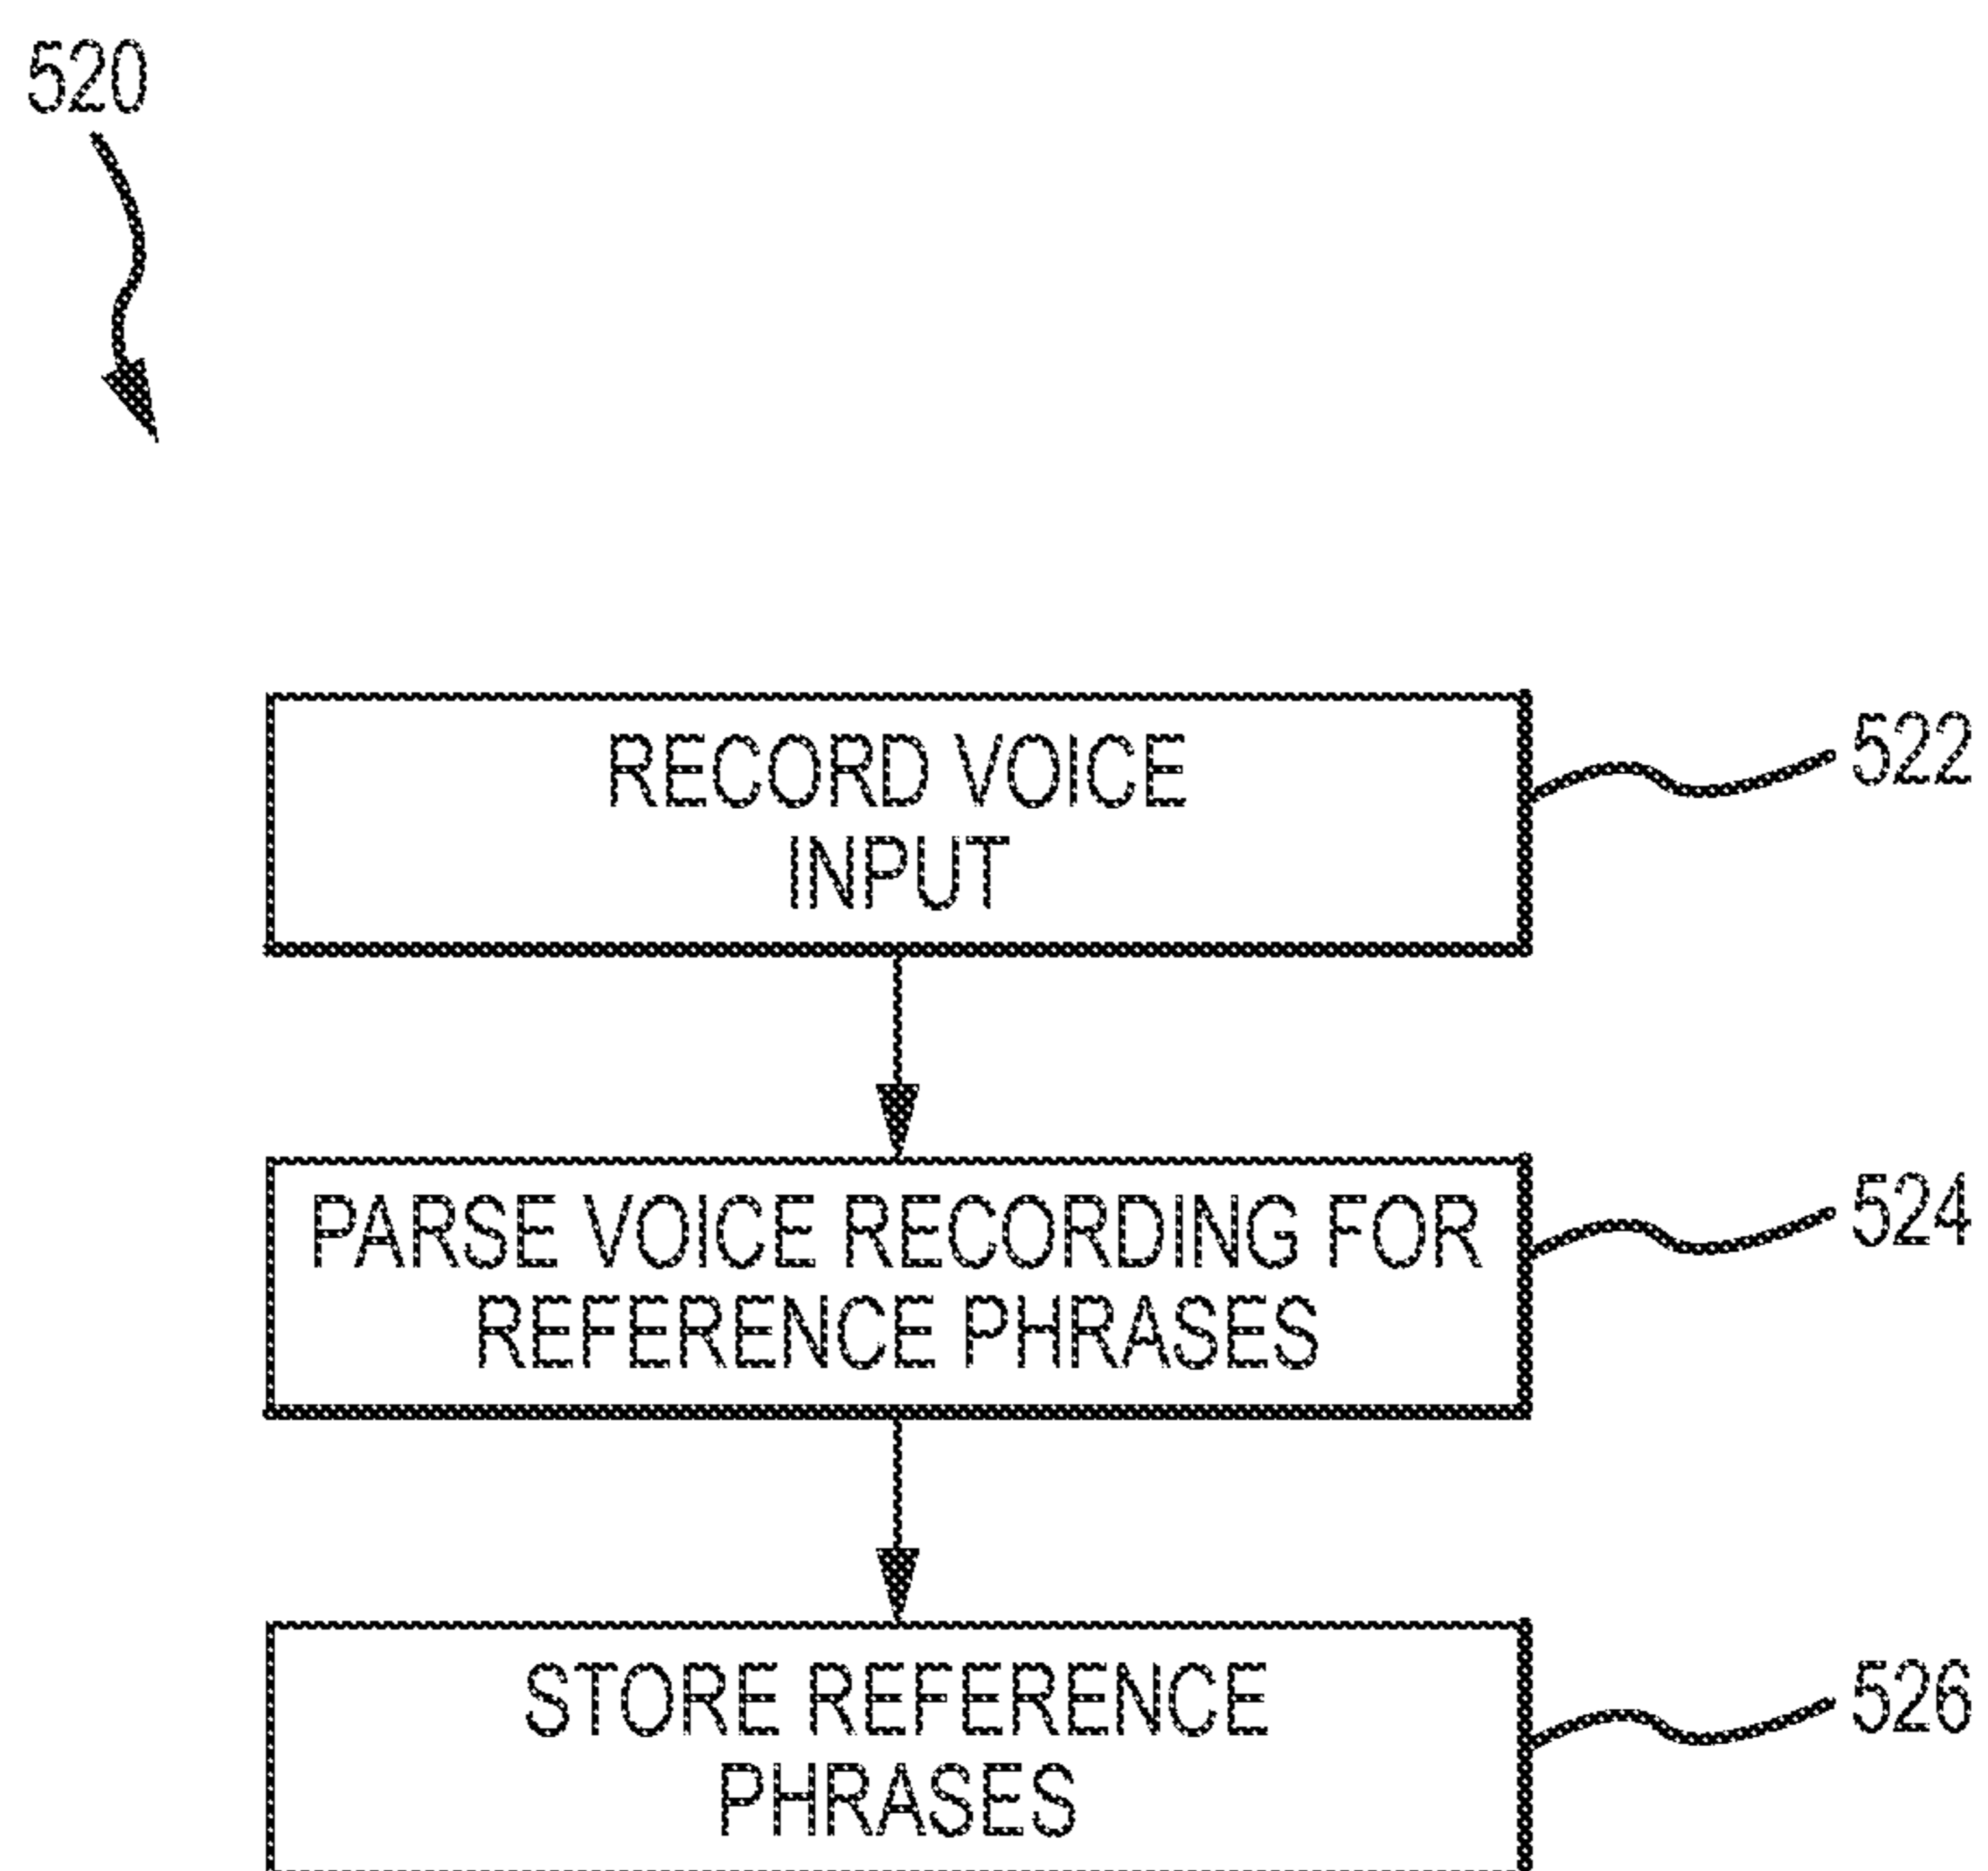 520
RECORD VOICE
INPUT
522
PARSE VOICE RECORDING FOR
REFERENCE PHRASES
524
STORE REFERENCE
PHRASES
526